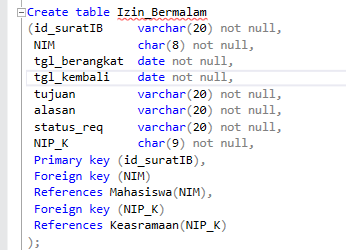 Create table Izin_Bermalam
(id_suratIB varchar(20) not null,
NIM char(8) not null,
tgl_berangkat date not null,
tgl_kembali date not null,
tujuan varchar(20) not null,
alasan varchar(20) not null,
status_req varchar(20) not null,
NIP_K char(9) not null,
Primary key (id_suratIB),
Foreign key (NIM)
References Mahasiswa(NIM),
Foreign key (NIP_K)
References Keasramaan(NIP_K)
);